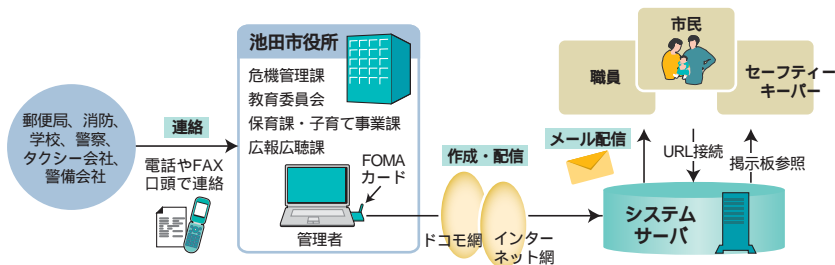 郵便局、消防、
学校、警察、
タクシー会社、
警備会社
連絡
電話やFAX
口頭で連絡
池田市役所
危機管理課
教育委員会
保育課・子育て事業課
広報広聴課
FOMA
カード
管理者
作成・配信
ドコモ網
インター
ネット網
メール配信
市民
職員
セーフティー
キーパー
URL接続
掲示板参照
システム
サーバ